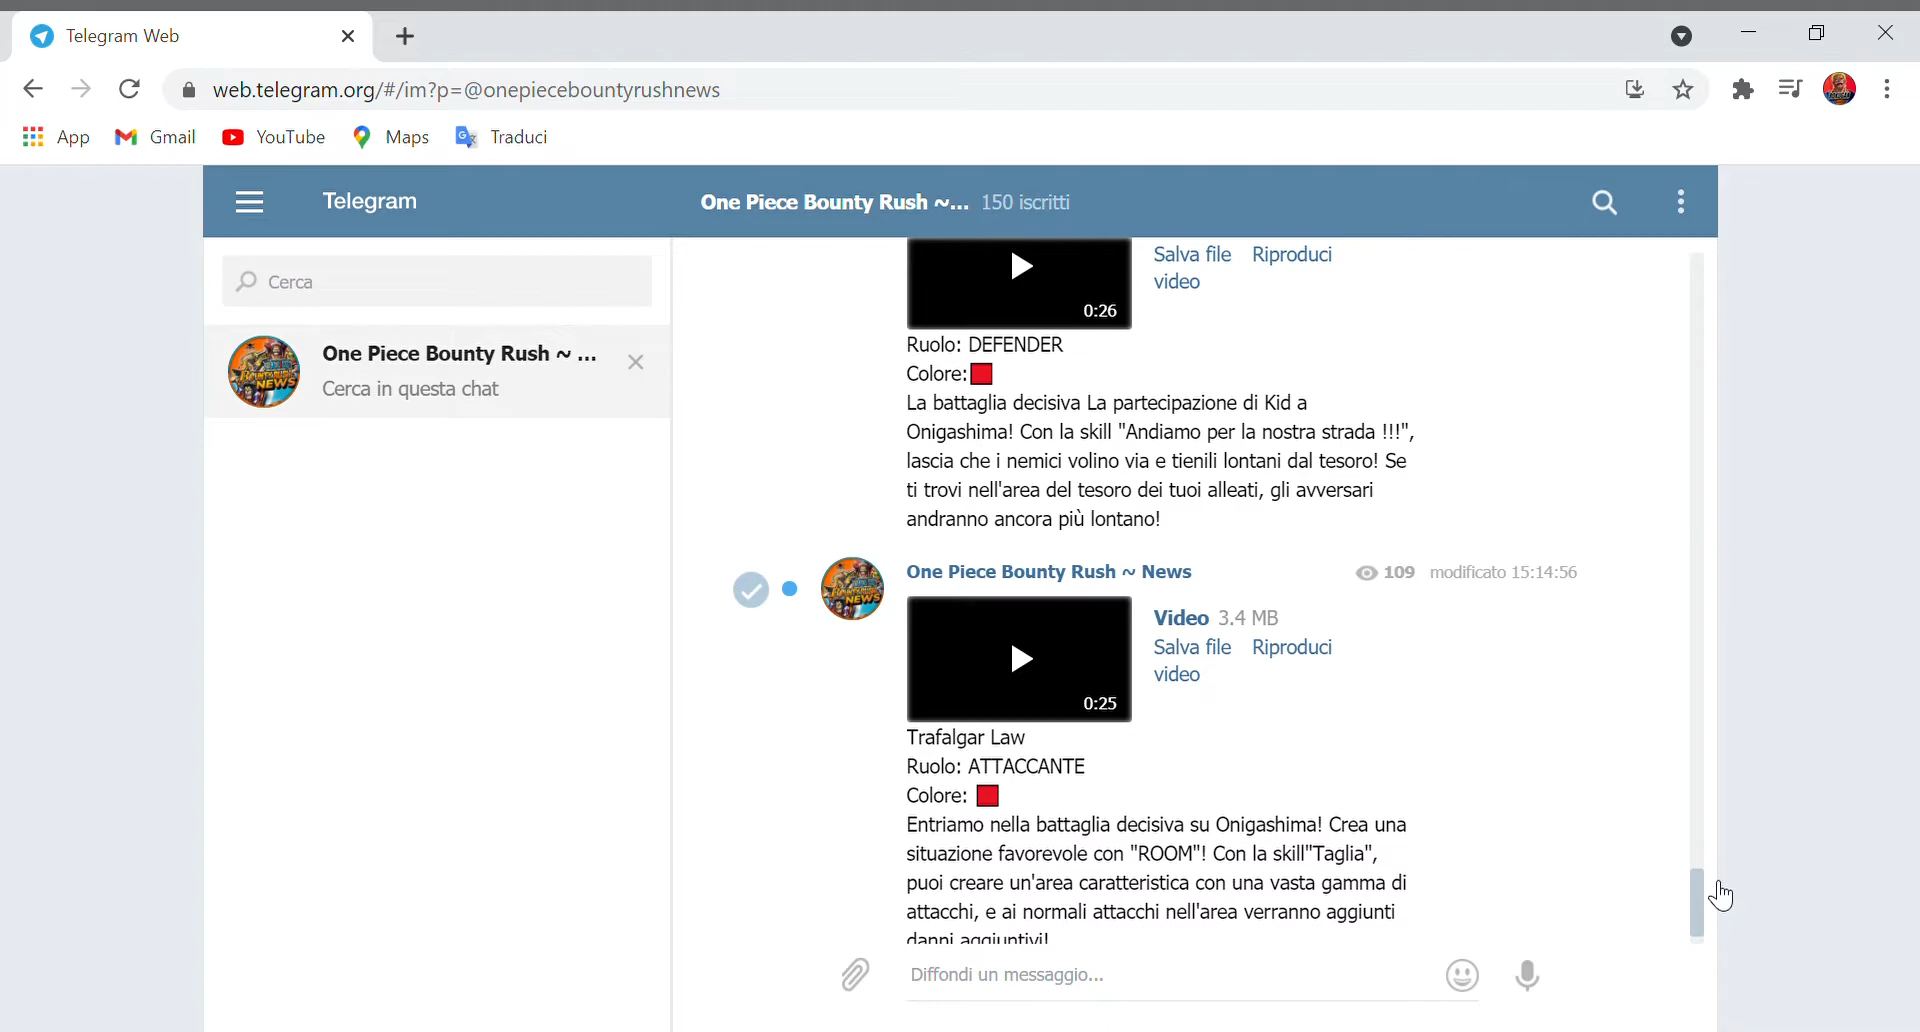 Telegram Web
web.telegram.org/#/im?p=@onepiecebountyrushnews
App Gmail YouTube Maps Traduci
Telegram
One Piece Bounty Rush ~... 150 iscritti
Cerca
One Piece Bounty Rush ~ ...
Cerca in questa chat
NEWS
0:26
Salva file Riproduci
video
Ruolo: DEFENDER
Colore:
La battaglia decisiva La partecipazione di Kid a
Onigashima! Con la skill "Andiamo per la nostra strada !!!",
lascia che i nemici volino via e tienili lontani dal tesoro! Se
ti trovi nell'area del tesoro dei tuoi alleati, gli avversari
andranno ancora più lontano!
NEWS
One Piece Bounty Rush ~ News
109 modificato 15:14:56
0:25
Video 3.4 MB
Salva file Riproduci
video
Trafalgar Law
Ruolo: ATTACCANTE
Colore:
Entriamo nella battaglia decisiva su Onigashima! Crea una
situazione favorevole con "ROOM"! Con la skill"Taglia",
puoi creare un'area caratteristica con una vasta gamma di
attacchi, e ai normali attacchi nell'area verranno aggiunti
danni aggiuntivi!
Diffondi un messaggio...